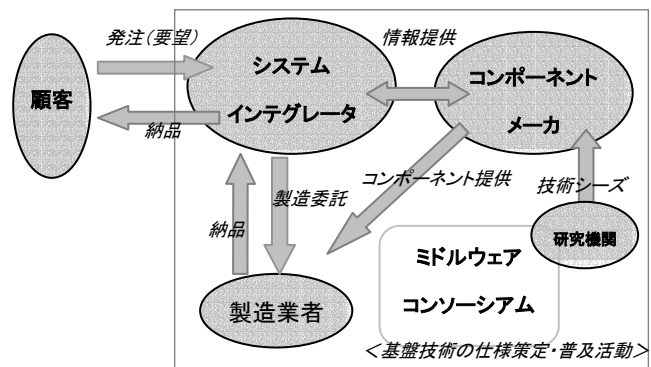 発注(要望)
システム
インテグレータ
情報提供
コンポーネント
メーカ
顧客
納品
製造委託
コンポーネント提供
技術シーズ
納品
研究機関
ミドルウェア
コンソーシアム
製造業者
＜基盤技術の仕様策定・普及活動＞